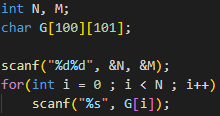 int N, M;
char G[100][101];
scanf("%d%d", &N, &M);
for(int i = 0 ; i < N ; i++)
scanf("%s", G[i]);